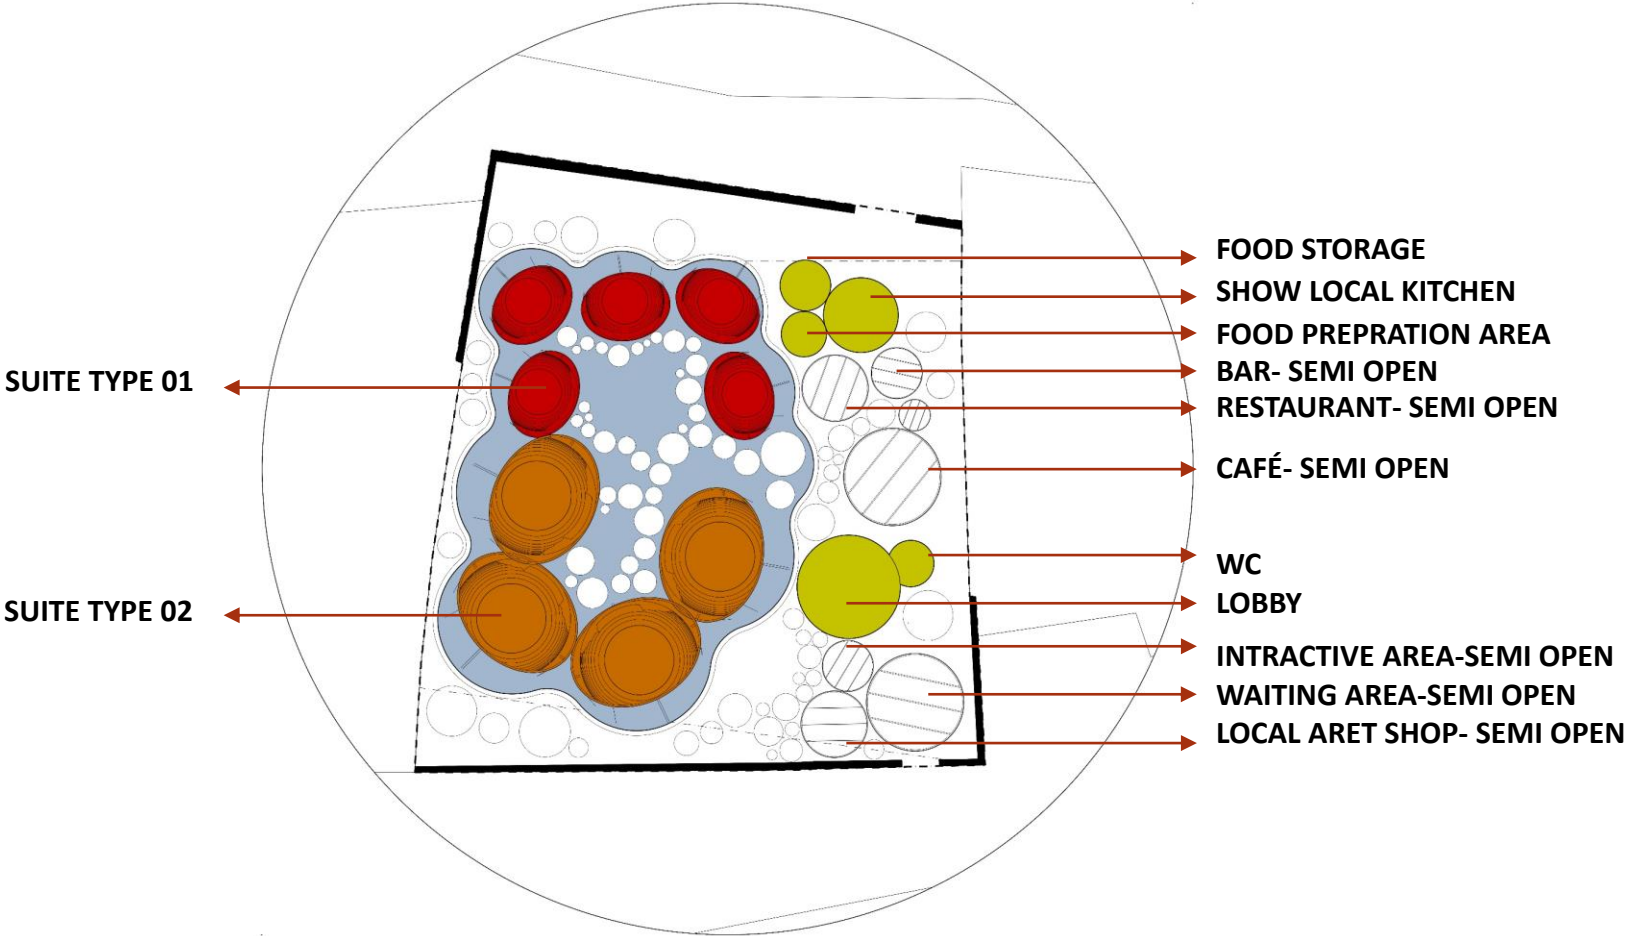 FOOD STORAGE
SHOW LOCAL KITCHEN
FOOD PREPRATION AREA
BAR- SEMI OPEN
SUITE TYPE 01
RESTAURANT- SEMI OPEN
CAFÉ- SEMI OPEN
WC
LOBBY
SUITE TYPE 02
INTRACTIVE AREA-SEMI OPEN
WAITING AREA-SEMI OPEN
LOCAL ARET SHOP- SEMI OPEN